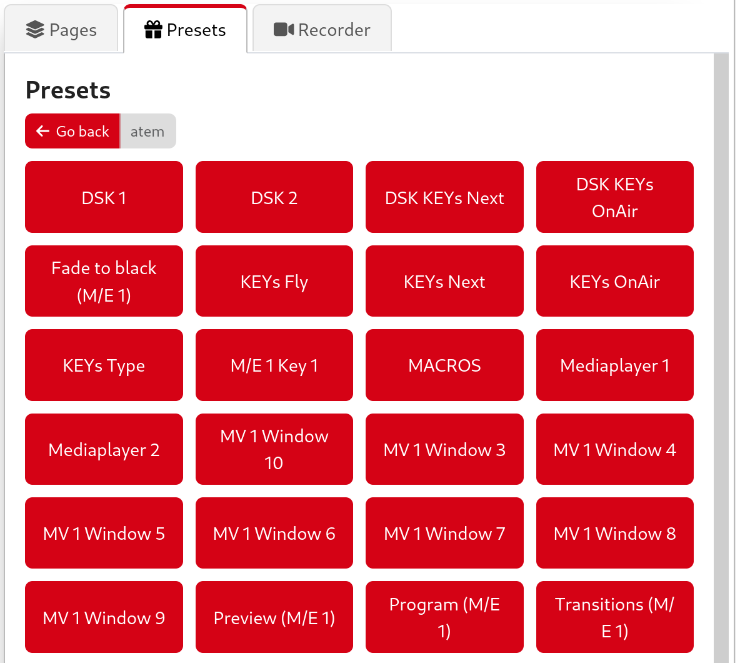 Pages
Presets
Recorder
Presets
Go back
atem
DSK 1
DSK 2
DSK KEYs Next
DSK KEYs
OnAir
Fade to black
(M/E 1)
KEYs Fly
KEYs Next
KEYs OnAir
KEYs Type
M/E 1 Key 1
MACROS
Mediaplayer 1
Mediaplayer 2
MV 1 Window
10
MV 1 Window 3
MV 1 Window 4
MV 1 Window 5
MV 1 Window 6
MV 1 Window 7
MV 1 Window 8
MV 1 Window 9
Preview (M/E 1)
Program (M/E
1)
Transitions (M/
E 1)